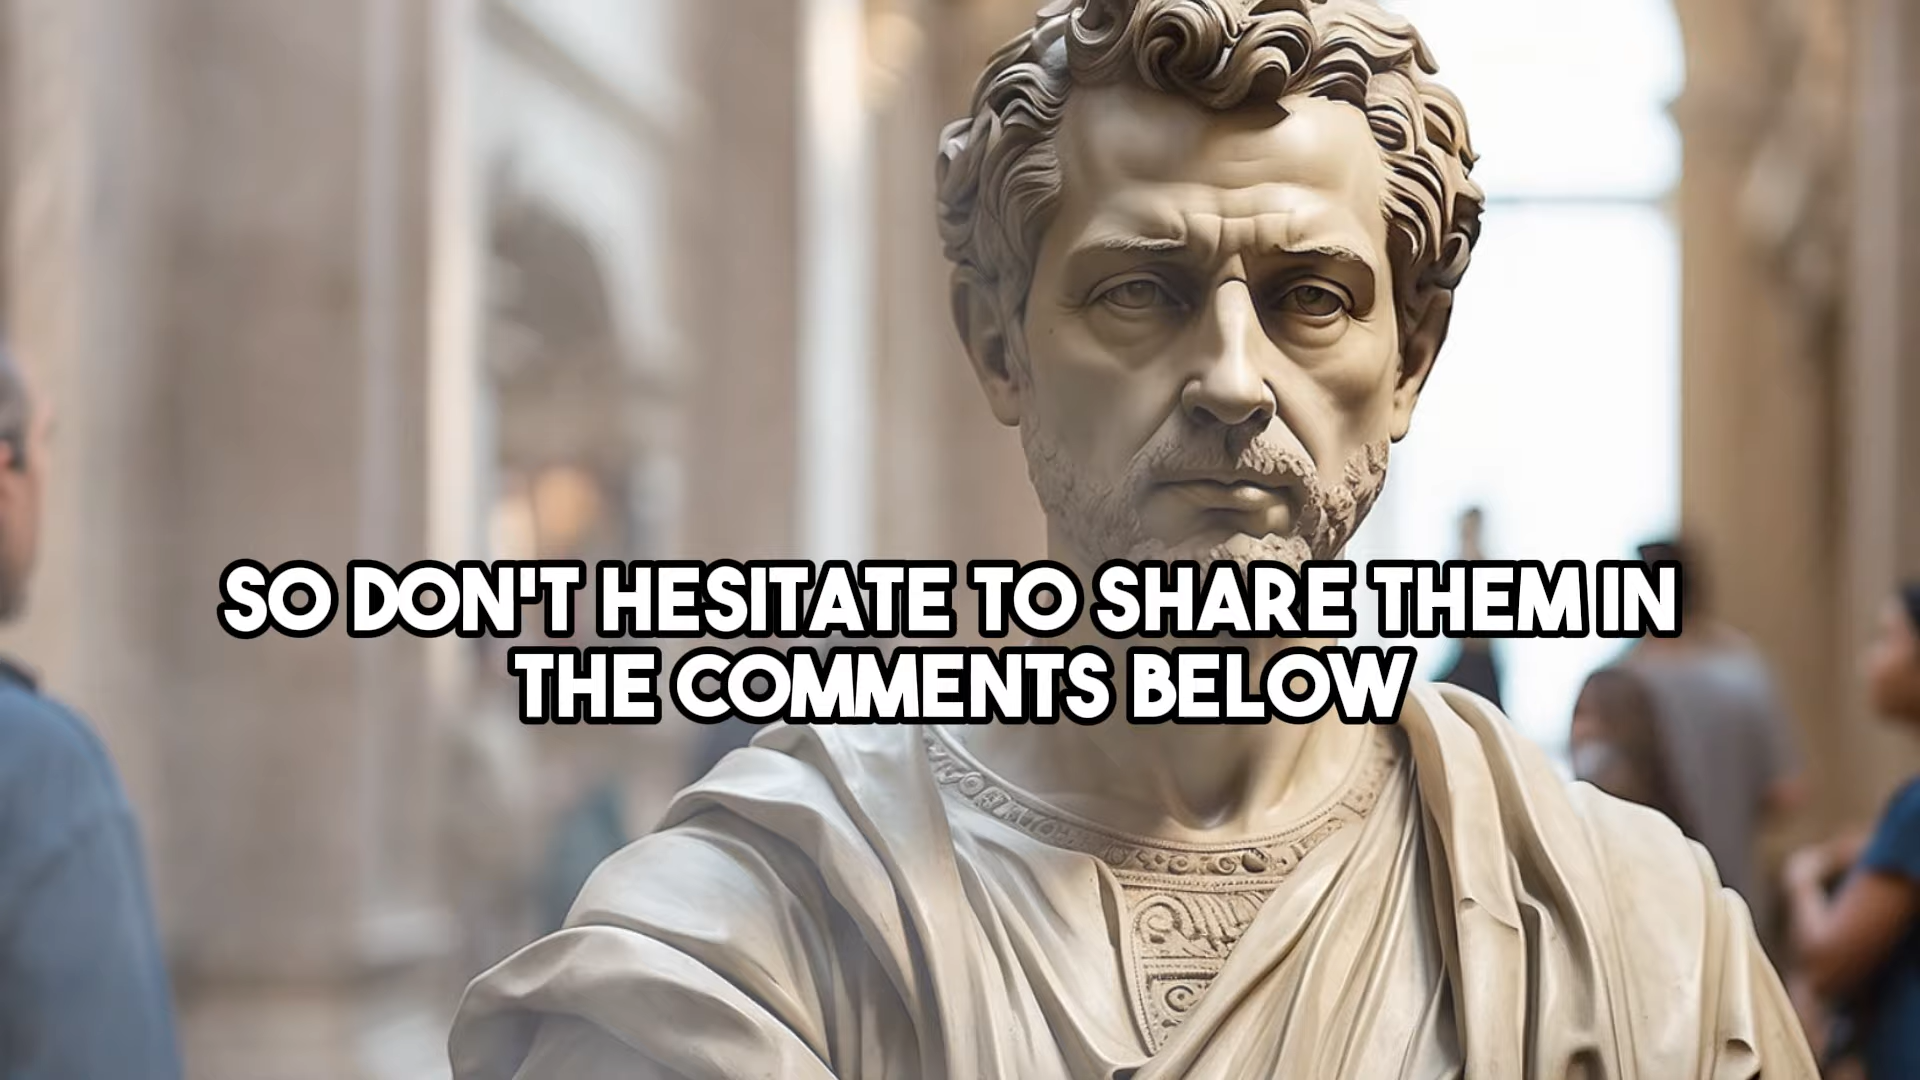 SO DON'T HESITATE TO SHARE THEM IN
THE COMMENTS BELOW